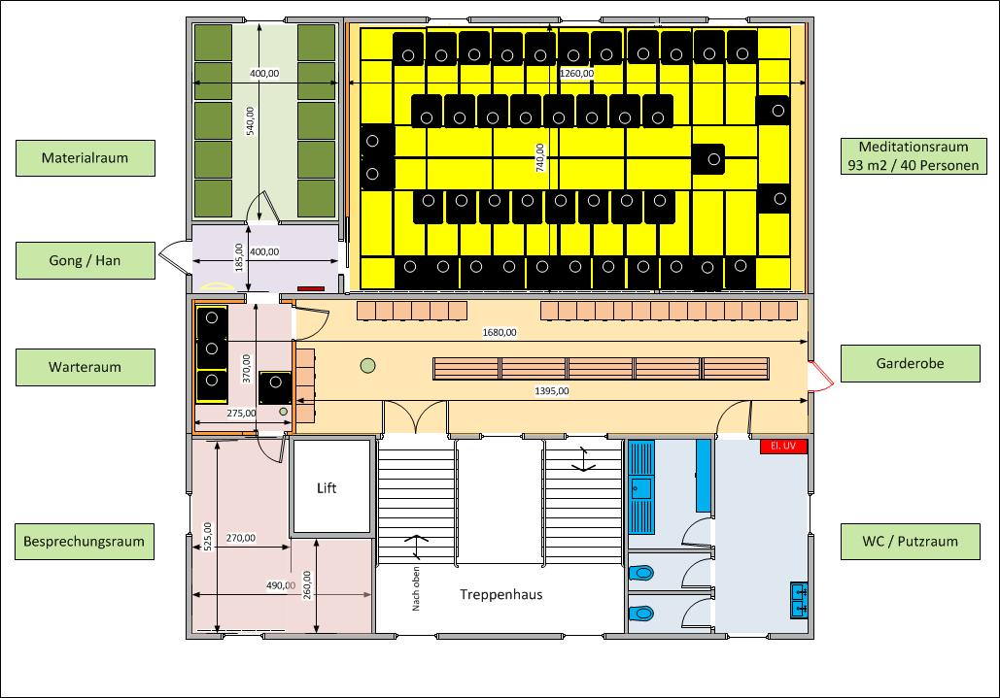 400,00
540,00
1260,00
740,00
Materialraum
Meditationsraum
93 m2 / 40 Personen
Gong / Han
185,00
400,00
1680,00
Warteraum
370,00
275,00
1395,00
Garderobe
El. UV
Lift
Besprechungsraum
525,00
270,00
490,00
260,00
Nach oben
Treppenhaus
WC / Putzraum